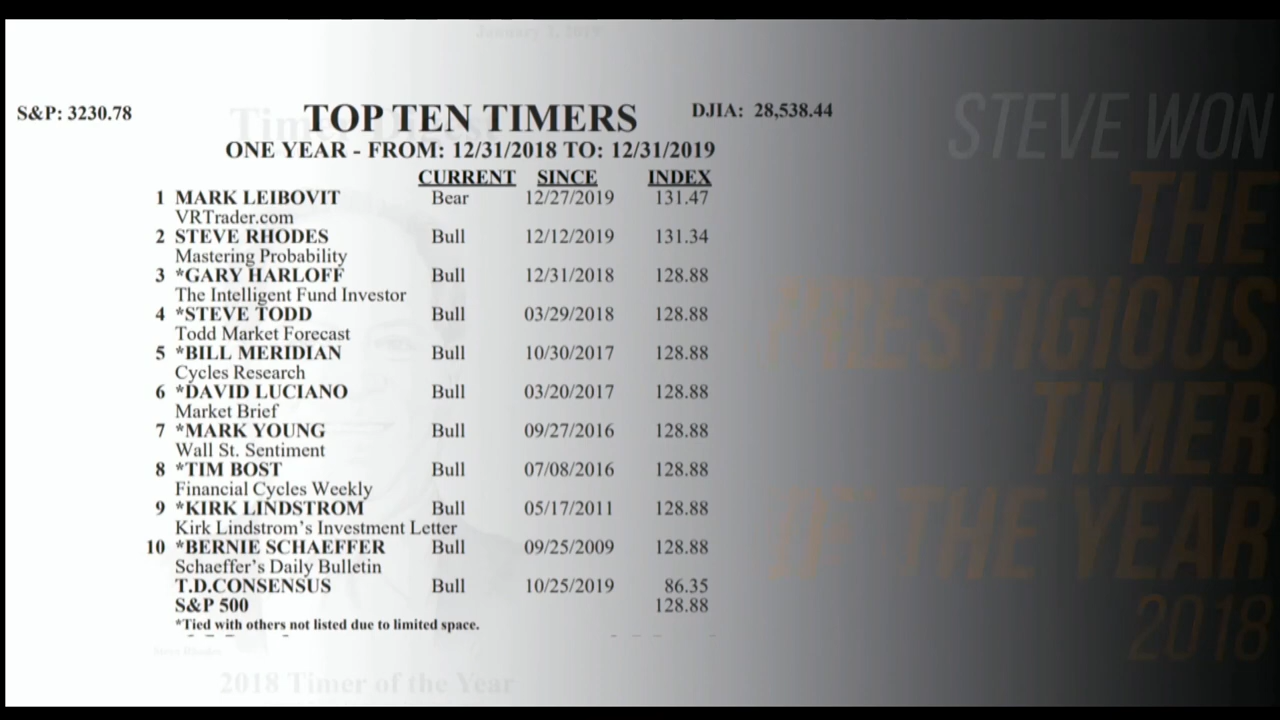 January 2, 2019
S&P: 3230.78
Timer Digest
TOP TEN TIMERS
DJIA: 28,538.44
ONE YEAR - FROM: 12/31/2018 TO: 12/31/2019
CURRENT SINCE INDEX
1 MARK LEIBOVIT Bear 12/27/2019 131.47
VRTrader.com
2 STEVE RHODES Bull 12/12/2019 131.34
Mastering Probability
3 *GARY HARLOFF Bull 12/31/2018 128.88
The Intelligent Fund Investor
4 *STEVE TODD Bull 03/29/2018 128.88
Todd Market Forecast
5 *BILL MERIDIAN Bull 10/30/2017 128.88
Cycles Research
6 *DAVID LUCIANO Bull 03/20/2017 128.88
Market Brief
7 *MARK YOUNG Bull 09/27/2016 128.88
Wall St. Sentiment
8 *TIM BOST Bull 07/08/2016 128.88
Financial Cycles Weekly
9 *KIRK LINDSTROM Bull 05/17/2011 128.88
Kirk Lindstrom's Investment Letter
10 *BERNIE SCHAEFFER Bull 09/25/2009 128.88
Schaeffer's Daily Bulletin
T.D.CONSENSUS Bull 10/25/2019 86.35
S&P 500 128.88
*Tied with others not listed due to limited space.
Steve Rhodes
2018 Timer of the Year
STEVE WON
THE
PRESTIGIOUS
TIMER
OF THE YEAR
2018